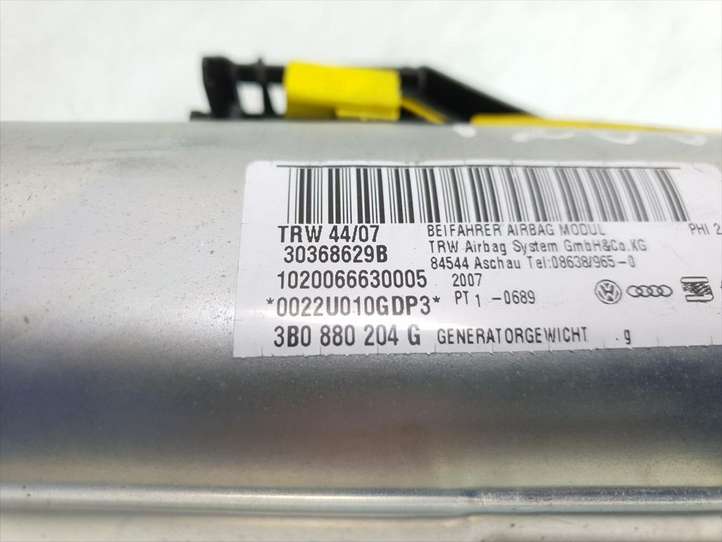 TRW 44/07
30368629B
1020066630005
*0022U010GDP3*
3B0 880 204 G
BEIFAHRER AIRBAG MODUL
TRW Airbag System GmbH&Co.KG
84544 Aschau Tel:08638/965-0
2007
PT 1 -0689
GENERATORGEWICHT . g
PHI 2